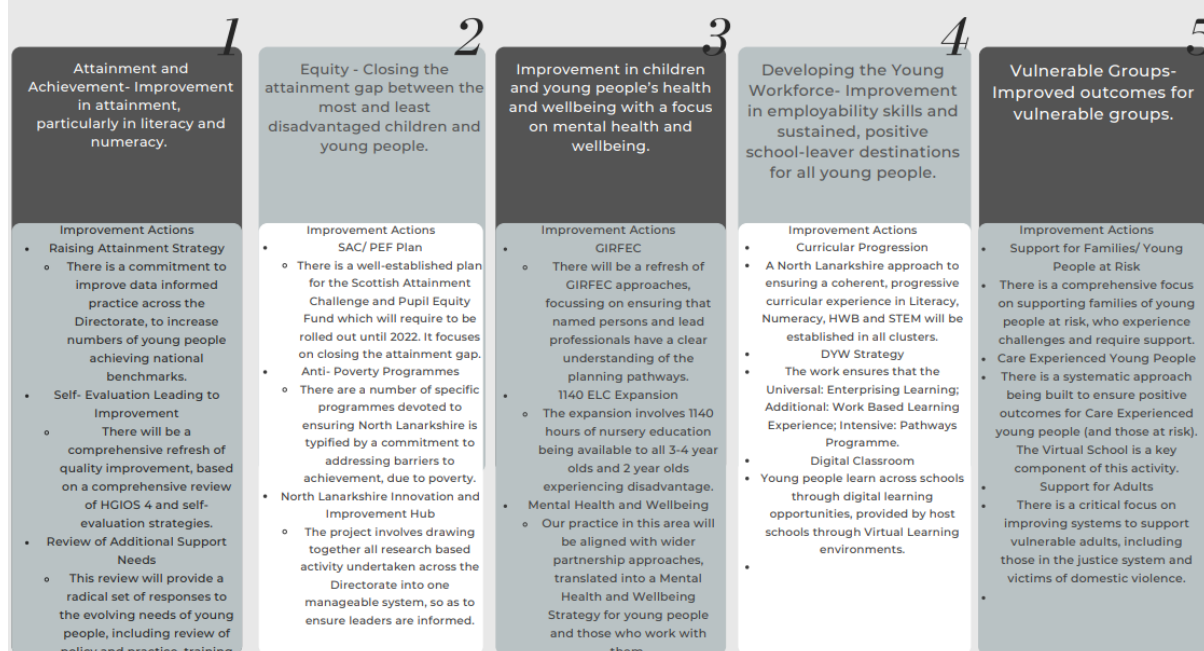 1
Attainment and
Achievement- Improvement
in attainment,
particularly in literacy and
numeracy.
Improvement Actions
• Raising Attainment Strategy
o There is a commitment to
improve data informed
practice across the
Directorate, to increase
numbers of young people
achieving national
benchmarks.
• Self- Evaluation Leading to
Improvement
o There will be a
comprehensive refresh of
quality improvement, based
on a comprehensive review
of HGIOS 4 and self-
evaluation strategies.
• Review of Additional Support
Needs
o This review will provide a
radical set of responses to
the evolving needs of young
people, including review of
policy and practice, training
2
Equity - Closing the
attainment gap between the
most and least
disadvantaged children and
young people.
Improvement Actions
• SAC/ PEF Plan
o There is a well-established plan
for the Scottish Attainment
Challenge and Pupil Equity
Fund which will require to be
rolled out until 2022. It focuses
on closing the attainment gap.
• Anti- Poverty Programmes
o There are a number of specific
programmes devoted to
ensuring North Lanarkshire is
typified by a commitment to
addressing barriers to
achievement, due to poverty.
• North Lanarkshire Innovation and
Improvement Hub
o The project involves drawing
together all research based
activity undertaken across the
Directorate into one
manageable system, so as to
ensure leaders are informed.
3
Improvement in children
and young people's health
and wellbeing with a focus
on mental health and
wellbeing.
Improvement Actions
• GIRFEC
o There will be a refresh of
GIRFEC approaches,
focussing on ensuring that
named persons and lead
professionals have a clear
understanding of the
planning pathways.
• 1140 ELC Expansion
o The expansion involves 1140
hours of nursery education
being available to all 3-4 year
olds and 2 year olds
experiencing disadvantage.
• Mental Health and Wellbeing
o Our practice in this area will
be aligned with wider
partnership approaches,
translated into a Mental
Health and Wellbeing
Strategy for young people
and those who work with
them
4
Developing the Young
Workforce- Improvement
in employability skills and
sustained, positive
school-leaver destinations
for all young people.
Improvement Actions
• Curricular Progression
• A North Lanarkshire approach to
ensuring a coherent, progressive
curricular experience in Literacy,
Numeracy, HWB and STEM will be
established in all clusters.
• DYW Strategy
• The work ensures that the
Universal: Enterprising Learning;
Additional: Work Based Learning
Experience; Intensive: Pathways
Programme.
• Digital Classroom
• Young people learn across schools
through digital learning
opportunities, provided by host
schools through Virtual Learning
environments.
•
5
Vulnerable Groups-
Improved outcomes for
vulnerable groups.
Improvement Actions
• Support for Families/ Young
People at Risk
• There is a comprehensive focus
on supporting families of young
people at risk, who experience
challenges and require support.
• Care Experienced Young People
• There is a systematic approach
being built to ensure positive
outcomes for Care Experienced
young people (and those at risk).
The Virtual School is a key
component of this activity.
• Support for Adults
• There is a critical focus on
improving systems to support
vulnerable adults, including
those in the justice system and
victims of domestic violence.
•